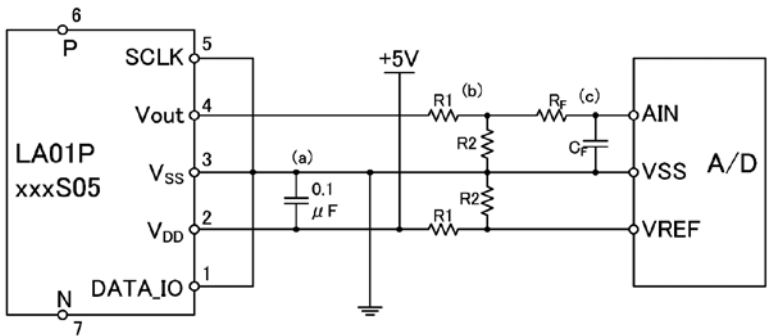 6
P
SCLK
5
+5V
(b)
(c)
R1
RF
AIN
Vout
4
R2
CF
LA01P
xxxS05
VSS
3
(a)
VSS
A/D
0.1
μF
R2
VDD
2
R1
VREF
DATA_IO
1
N
7